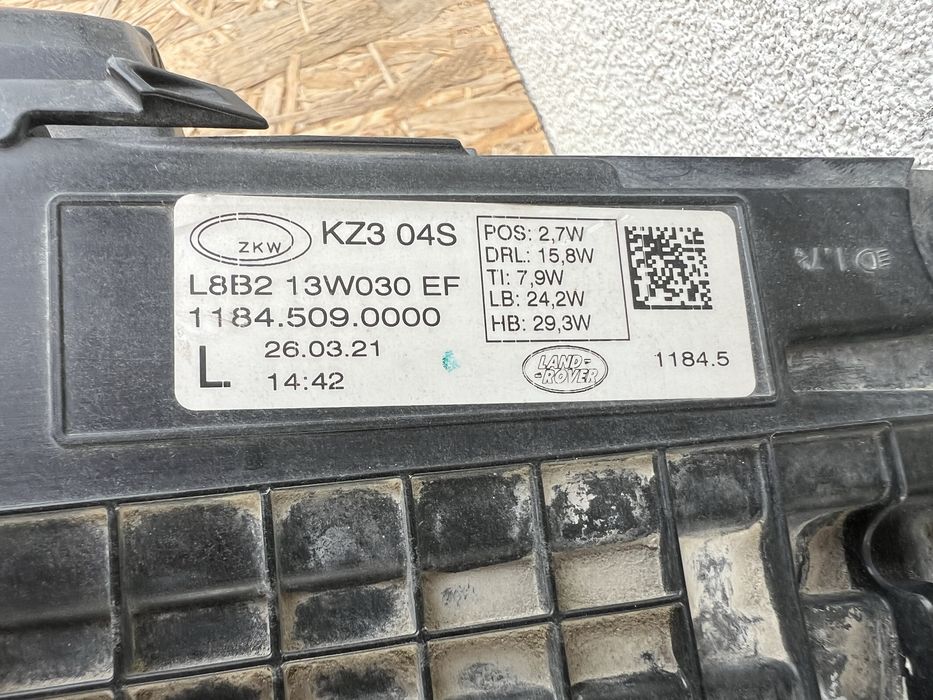 ZKW KZ3 04S
L8B2 13W030 EF
1184.509.0000
L 26.03.21
14:42
POS: 2,7W
DRL: 15,8W
TI: 7,9W
LB: 24,2W
HB: 29,3W
LAND-
-ROVER
1184.5